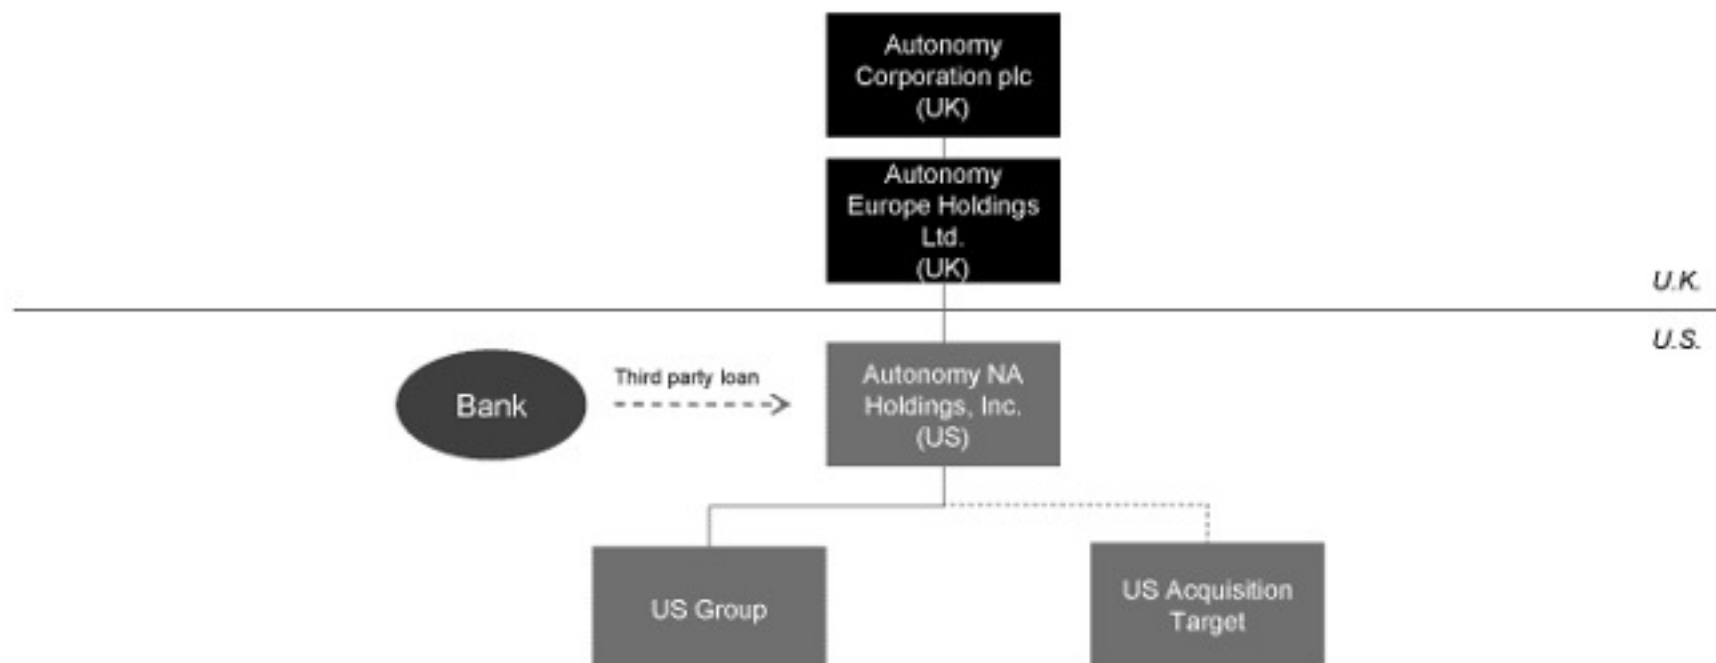 Autonomy
Corporation plc
(UK)
Autonomy
Europe Holdings
Ltd.
(UK)
U.K.
U.S.
Bank
Third party loan
Autonomy NA
Holdings, Inc.
(US)
US Group
US Acquisition
Target